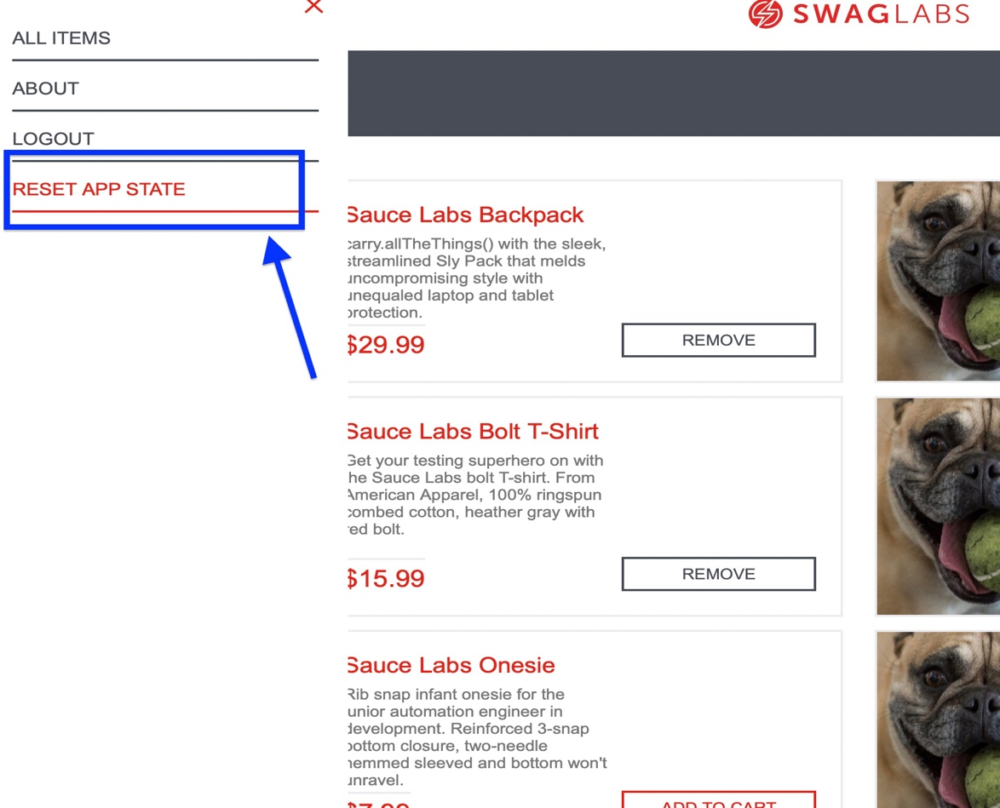 SWAGLABS
ALL ITEMS
ABOUT
LOGOUT
RESET APP STATE
Sauce Labs Backpack
carry.allTheThings() with the sleek,
streamlined Sly Pack that melds
uncompromising style with
unequaled laptop and tablet
protection.
$29.99
REMOVE
Sauce Labs Bolt T-Shirt
Get your testing superhero on with
he Sauce Labs bolt T-shirt. From
American Apparel, 100% ringspun
combed cotton, heather gray with
red bolt.
$15.99
REMOVE
Sauce Labs Onesie
Rib snap infant onesie for the
unior automation engineer in
development. Reinforced 3-snap
bottom closure, two-needle
hemmed sleeved and bottom won't
unravel.
$7.99
ADD TO CART